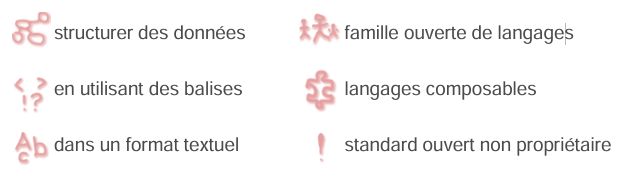 structurer des données
famille ouverte de langages
< > !? en utilisant des balises
langages composables
Abc dans un format textuel
! standard ouvert non propriétaire